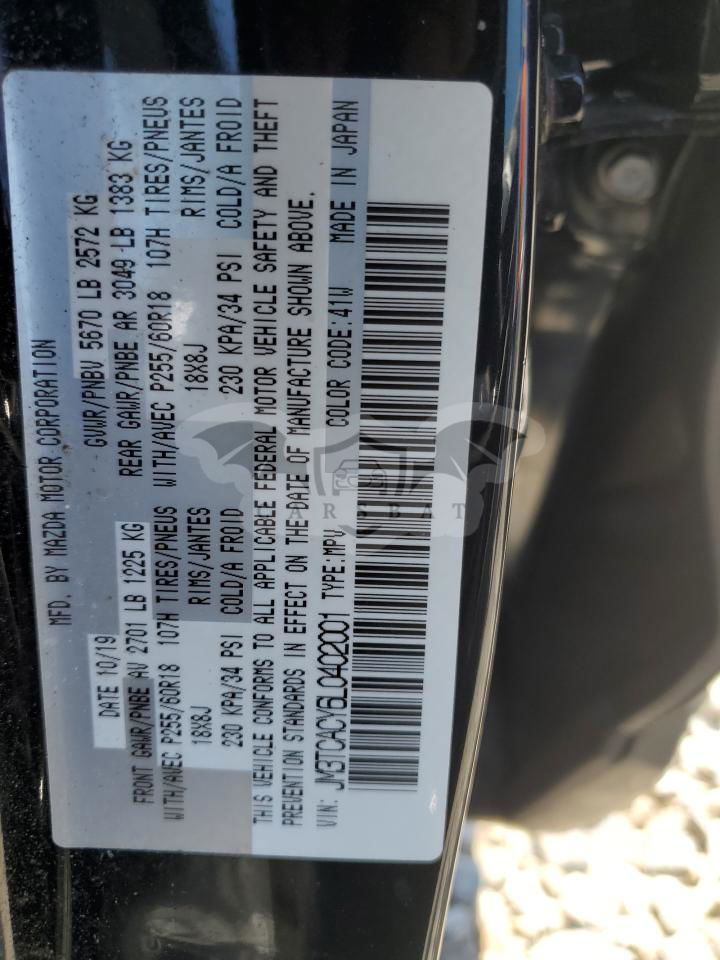 MFD. BY MAZDA MOTOR CORPORATION
DATE 10/19 GVWR/PNBV 5670 LB 2572 KG
FRONT GAWR/PNBE AV 2701 LB 1225 KG REAR GAWR/PNBE AR 3049 LB 1383 KG
WITH/AVEC P255/60R18 107H TIRES/PNEUS WITH/AVEC P255/60R18 107H TIRES/PNEUS
18X8J RIMS/JANTES 18X8J RIMS/JANTES
230 KPA/34 PSI COLD/A FROID 230 KPA/34 PSI COLD/A FROID
THIS VEHICLE CONFORMS TO ALL APPLICABLE FEDERAL MOTOR VEHICLE SAFETY AND THEFT
PREVENTION STANDARDS IN EFFECT ON THE DATE OF MANUFACTURE SHOWN ABOVE.
VIN: JM3TCACY6L0402001 TYPE:MPV COLOR CODE:41W MADE IN JAPAN
CARSBAT